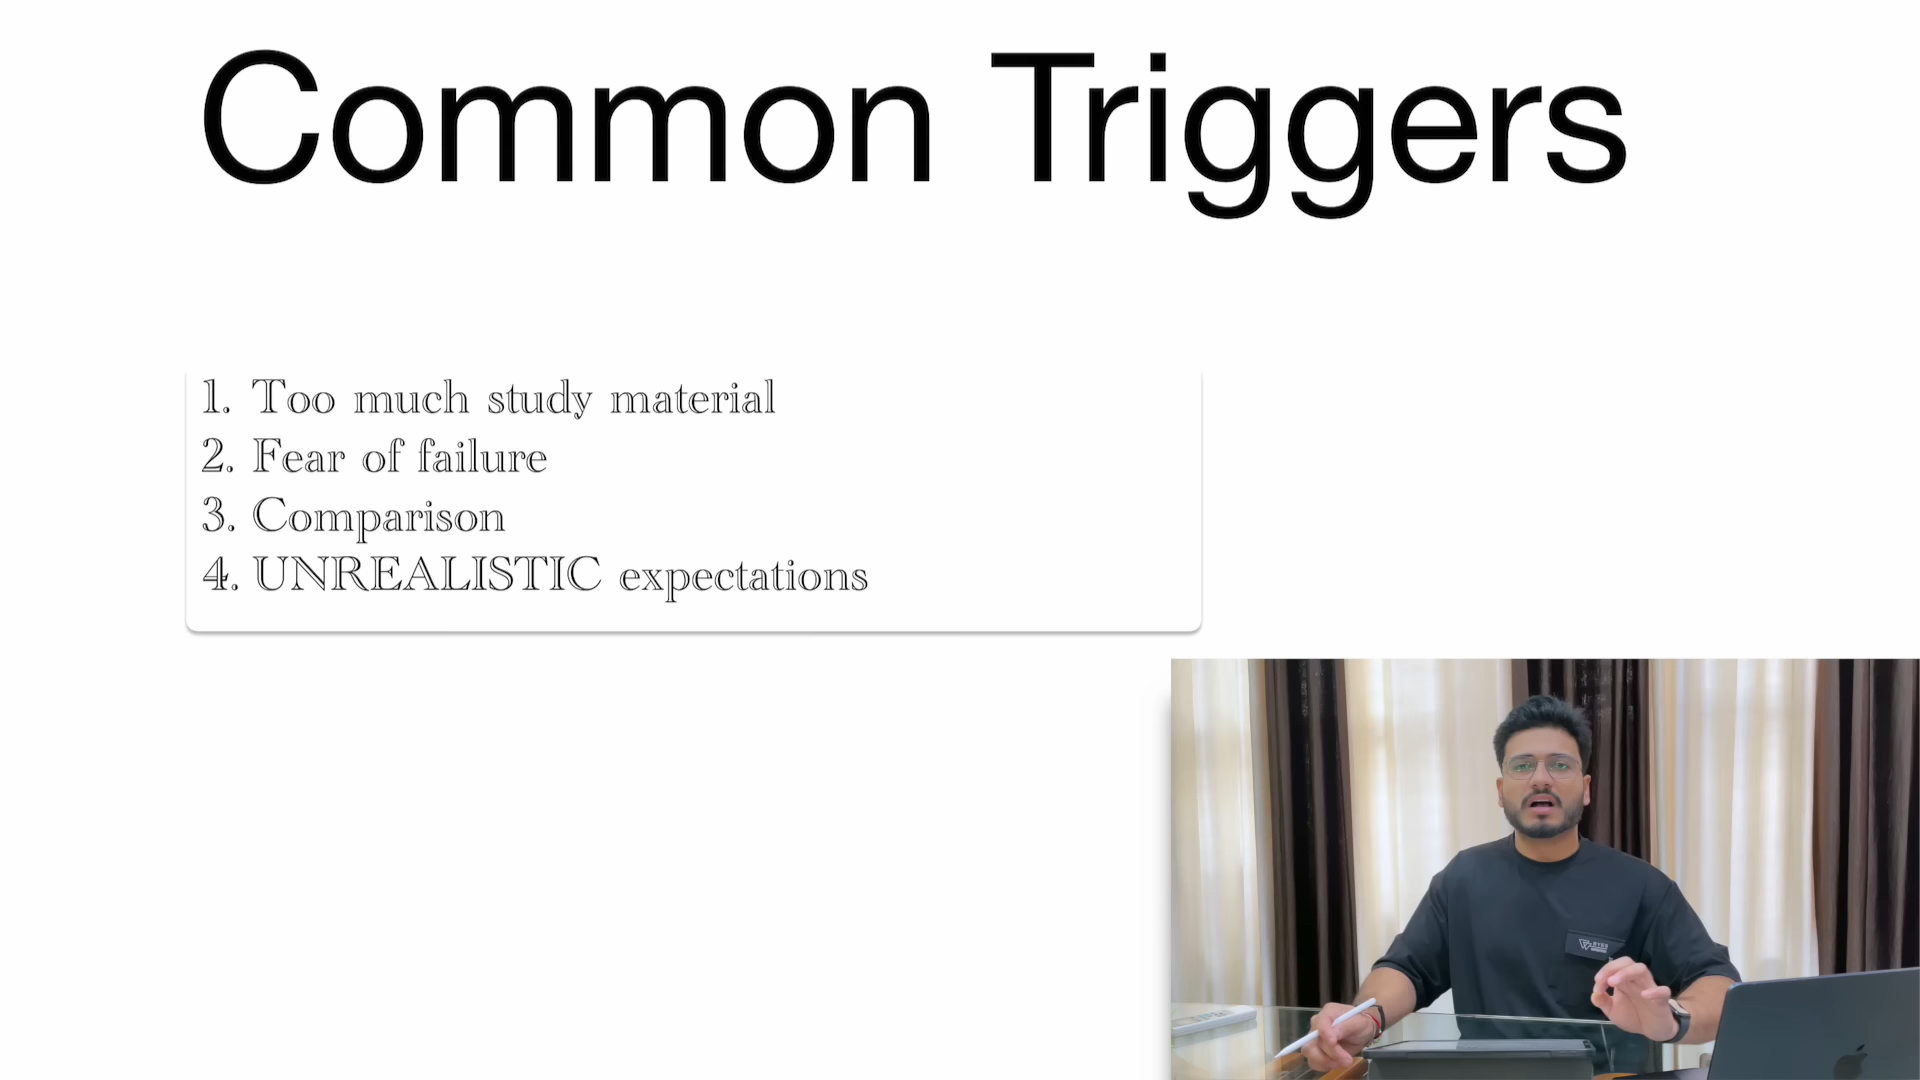 Common Triggers
1. Too much study material
2. Fear of failure
3. Comparison
4. UNREALISTIC expectations